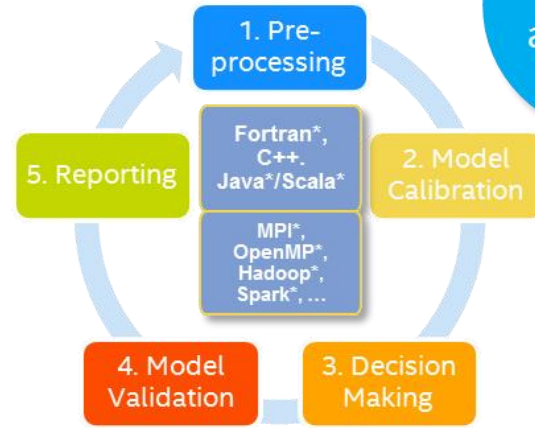 1. Pre-
processing
a
Fortran*,
C++.
Java*/Scala*
5. Reporting
2. Model
Calibration
MPI*,
OpenMP*,
Hadoop*,
Spark*, ...
4. Model
Validation
3. Decision
Making